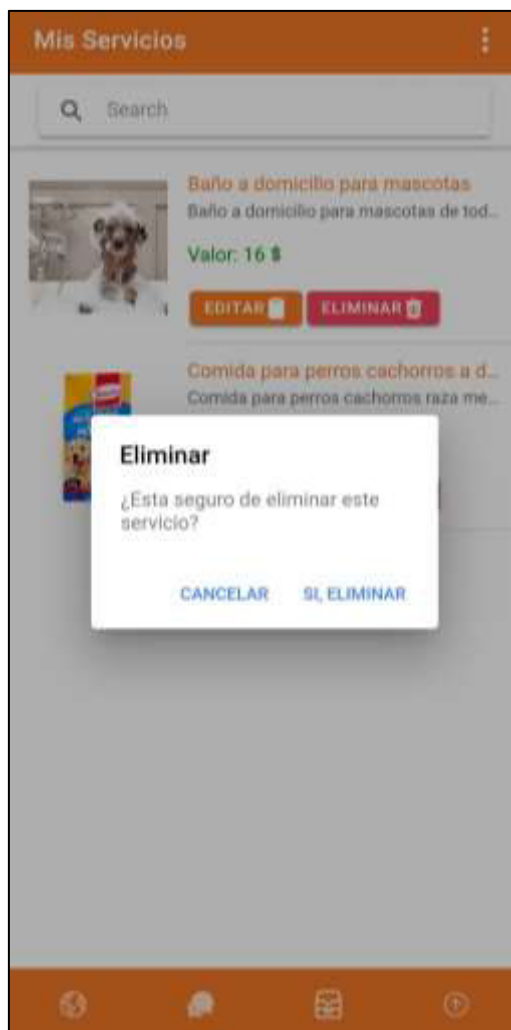 Mis Servicios
Search
Baño a domicilio para mascotas
Baño a domicilio para mascotas de tod...
Valor: 16 $
EDITAR
ELIMINAR
Comida para perros cachorros a d...
Comida para perros cachorros raza me...
Eliminar
¿Esta seguro de eliminar este
servicio?
CANCELAR
SI, ELIMINAR